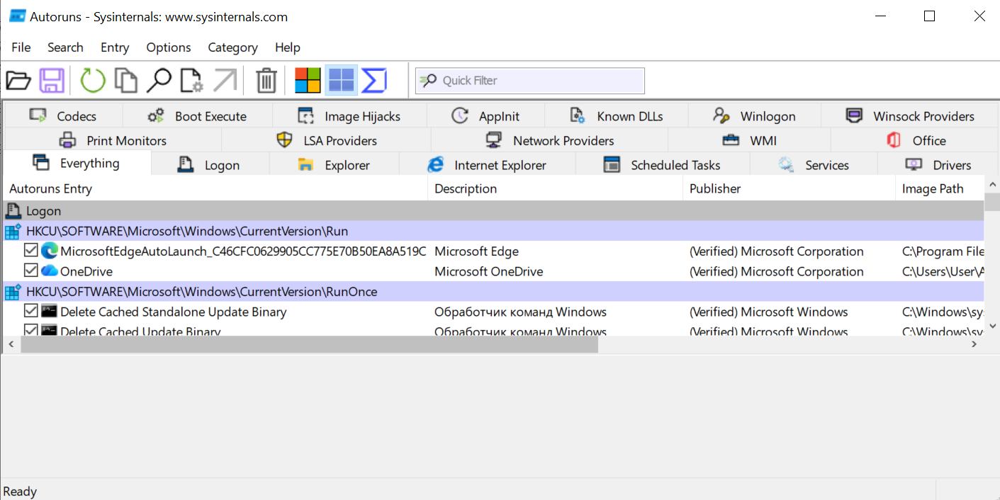 Autoruns - Sysinternals: www.sysinternals.com
File Search Entry Options Category Help
Quick Filter
Codecs Boot Execute Image Hijacks AppInit Known DLLs Winlogon Winsock Providers
Print Monitors LSA Providers Network Providers WMI Office
Everything Logon Explorer Internet Explorer Scheduled Tasks Services Drivers
Autoruns Entry Description Publisher Image Path
Logon
HKCU\SOFTWARE\Microsoft\Windows\CurrentVersion\Run
MicrosoftEdgeAutoLaunch_C46CFC0629905CC775E70B50EA8A519C Microsoft Edge (Verified) Microsoft Corporation C:\Program File
OneDrive Microsoft OneDrive (Verified) Microsoft Corporation C:\Users\User\A
HKCU\SOFTWARE\Microsoft\Windows\CurrentVersion\RunOnce
Delete Cached Standalone Update Binary Обработчик команд Windows (Verified) Microsoft Windows C:\Windows\sy
Delete Cached Update Binary Обработчик команд Windows (Verified) Microsoft Windows C:\Windows\sy
Ready